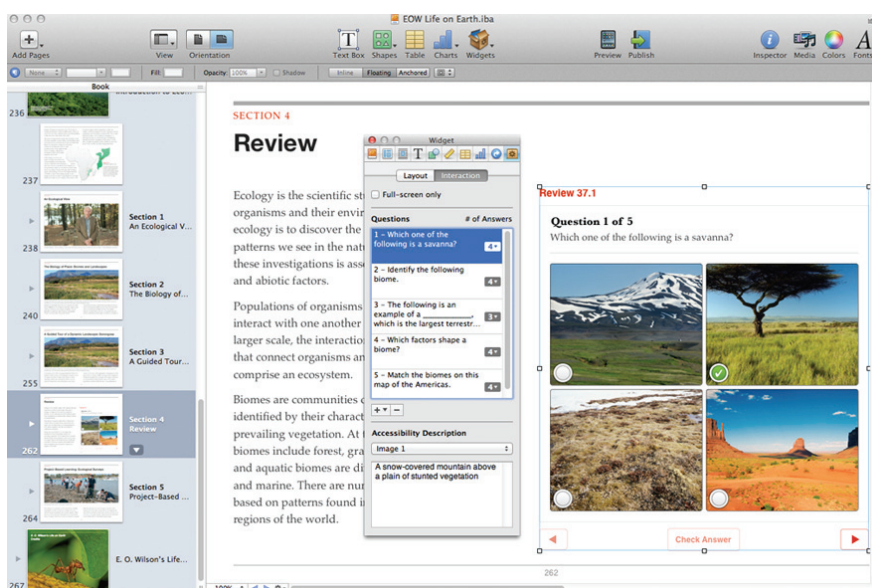 EOW Life on Earth.iba
Add Pages
View
Orientation
Text Box
Shapes
Table
Charts
Widgets
Preview
Publish
Inspector
Media
Colors
Fonts
None
Fill:
Opacity: 100%
Shadow
Inline
Floating
Anchored
Book
236
237
238
Section 1
An Ecological V...
240
Section 2
The Biology of...
255
Section 3
A Guided Tour...
262
Section 4
Review
264
Section 5
Project-Based ...
267
E. O. Wilson's Life...
SECTION 4
Review
Ecology is the scientific st
organisms and their envir
ecology is to discover the
patterns we see in the nat
these investigations is ass
and abiotic factors.
Populations of organisms
interact with one another
larger scale, the interactio
that connect organisms an
comprise an ecosystem.
Biomes are communities
identified by their charact
prevailing vegetation. At
biomes include forest, gra
and aquatic biomes are di
and marine. There are nu
based on patterns found i
regions of the world.
Widget
Layout
Interaction
Full-screen only
Questions
# of Answers
1 - Which one of the
following is a savanna?
4
2 - Identify the following
biome.
4
3 - The following is an
example of a __________,
which is the largest terrestr...
3
4 - Which factors shape a
biome?
4
5 - Match the biomes on this
map of the Americas.
4
Accessibility Description
Image 1
A snow-covered mountain above
a plain of stunted vegetation
Review 37.1
Question 1 of 5
Which one of the following is a savanna?
Check Answer
262
100%